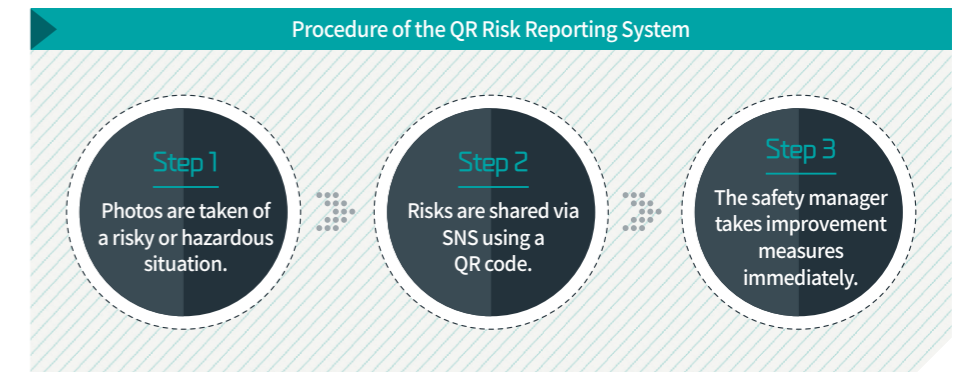 Procedure of the QR Risk Reporting System
Step 1
Photos are taken of
a risky or hazardous
situation.
Step 2
Risks are shared via
SNS using a
QR code.
Step 3
The safety manager
takes improvement
measures
immediately.